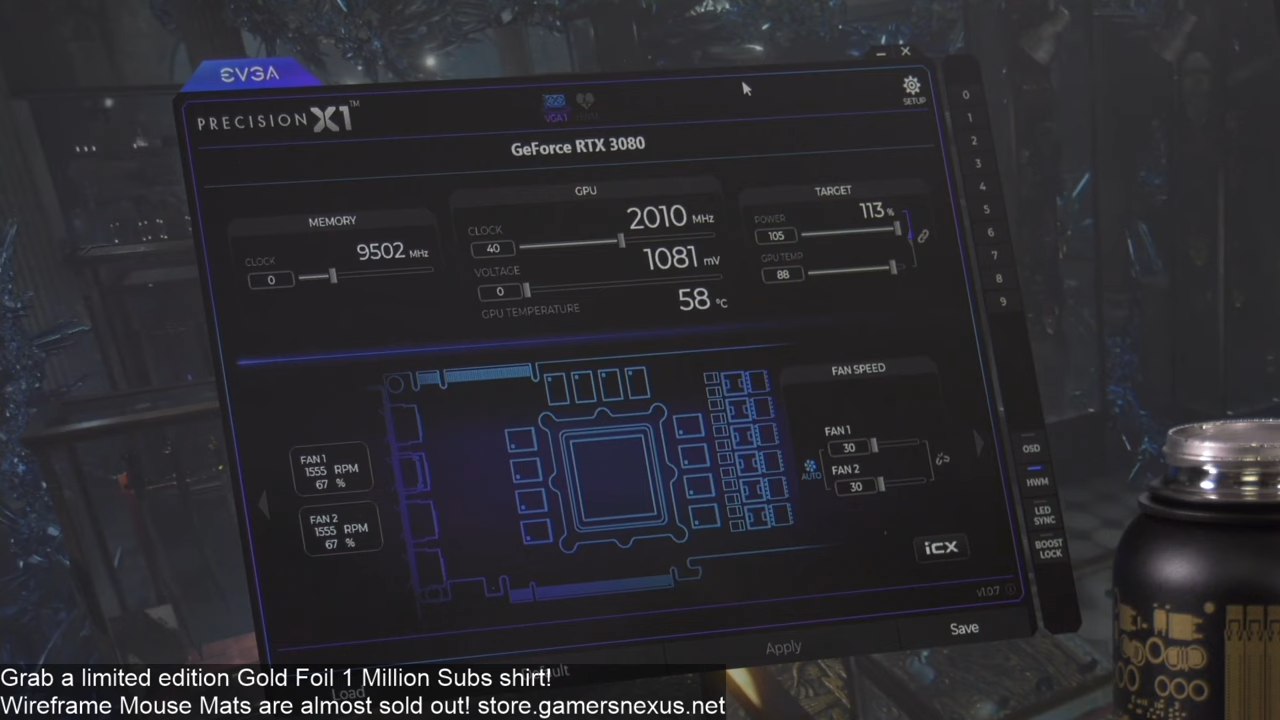 EVGA
PRECISION X1™
VGA1
SETUP
GeForce RTX 3080
MEMORY
CLOCK
0
9502 MHz
GPU
CLOCK
40
2010 MHz
VOLTAGE
0
1081 mV
GPU TEMPERATURE
58 °C
TARGET
POWER
105
113 %
GPU TEMP
88
0
1
2
3
4
5
6
7
8
9
FAN 1
1555 RPM
67 %
FAN 2
1555 RPM
67 %
FAN SPEED
FAN 1
30
AUTO
FAN 2
30
iCX
v1.0.7
OSD
HWM
LED
SYNC
BOOST
LOCK
Load
Apply
Save
Grab a limited edition Gold Foil 1 Million Subs shirt!
Wireframe Mouse Mats are almost sold out! store.gamersnexus.net